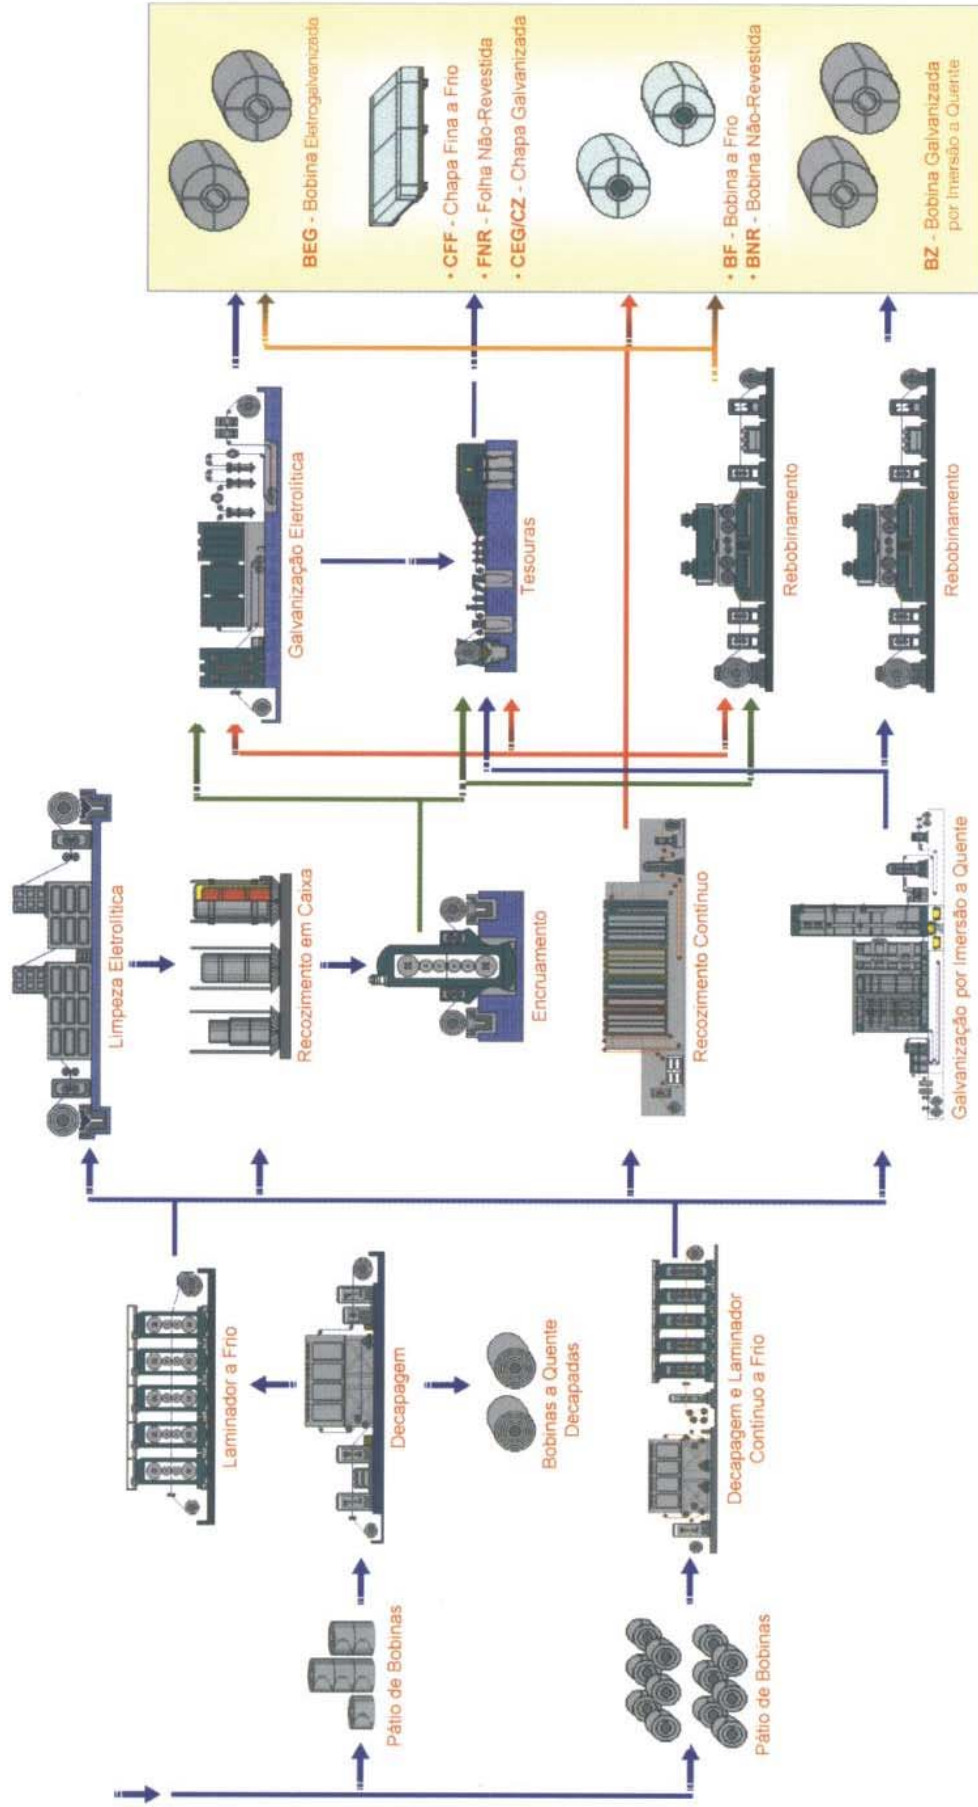 Pátio de Bobinas
Pátio de Bobinas
Laminador a Frio
Decapagem
Bobinas a Quente
Decapadas
Decapagem e Laminador
Contínuo a Frio
Limpeza Eletrolítica
Recozimento em Caixa
Encruamento
Recozimento Contínuo
Galvanização por Imersão a Quente
Galvanização Eletrolítica
Tesouras
Rebobinamento
Rebobinamento
BEG - Bobina Eletrogalvanizada
• CFF - Chapa Fina a Frio
• FNR - Folha Não-Revestida
• CEG/CZ - Chapa Galvanizada
• BF - Bobina a Frio
• BNR - Bobina Não-Revestida
BZ - Bobina Galvanizada
por Imersão a Quente